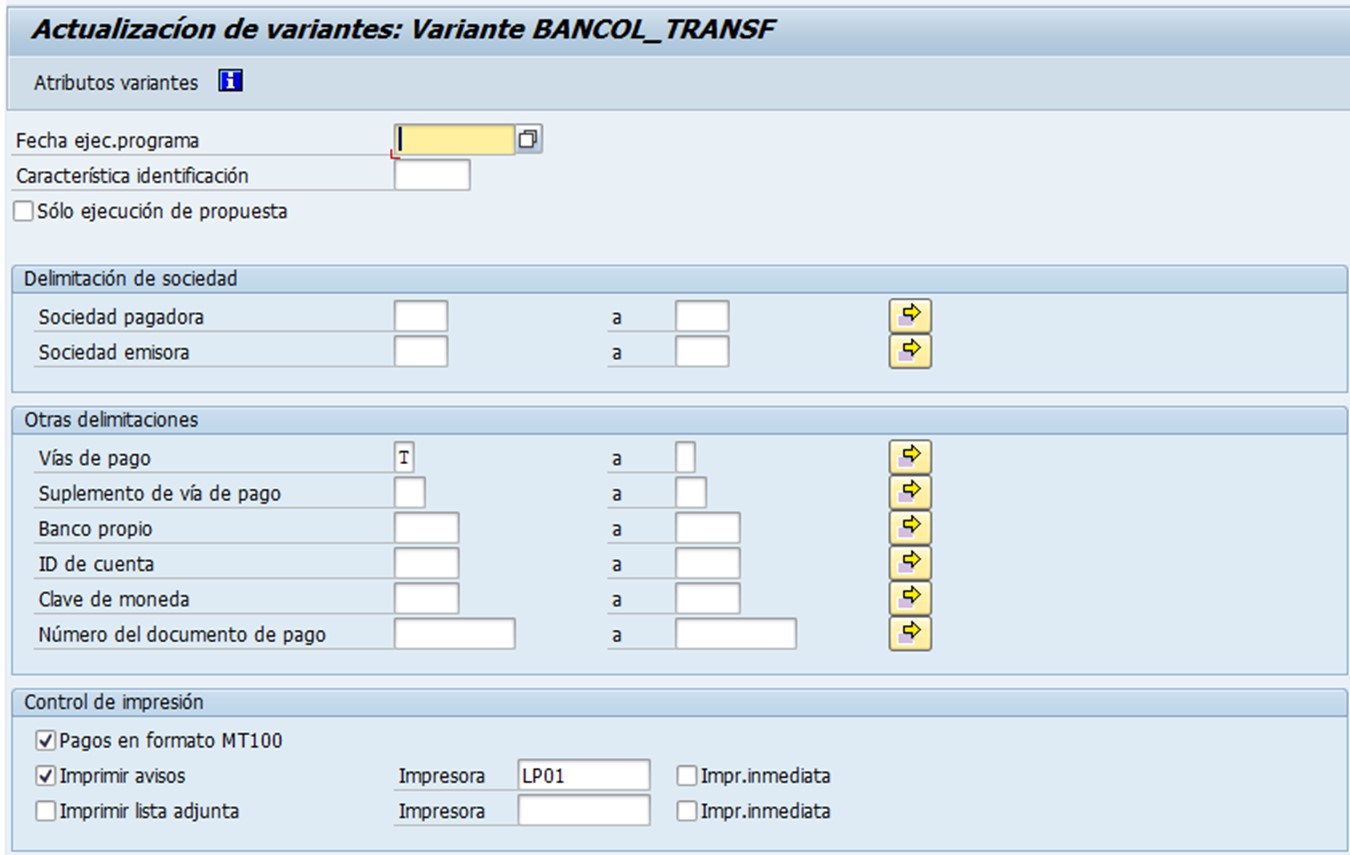 Actualizacíon de variantes: Variante BANCOL_TRANSF
Atributos variantes
Fecha ejec.programa
Característica identificación
Sólo ejecución de propuesta
Delimitación de sociedad
Sociedad pagadora a
Sociedad emisora a
Otras delimitaciones
Vías de pago T a
Suplemento de vía de pago a
Banco propio a
ID de cuenta a
Clave de moneda a
Número del documento de pago a
Control de impresión
Pagos en formato MT100
Imprimir avisos Impresora LP01 Impr.inmediata
Imprimir lista adjunta Impresora Impr.inmediata